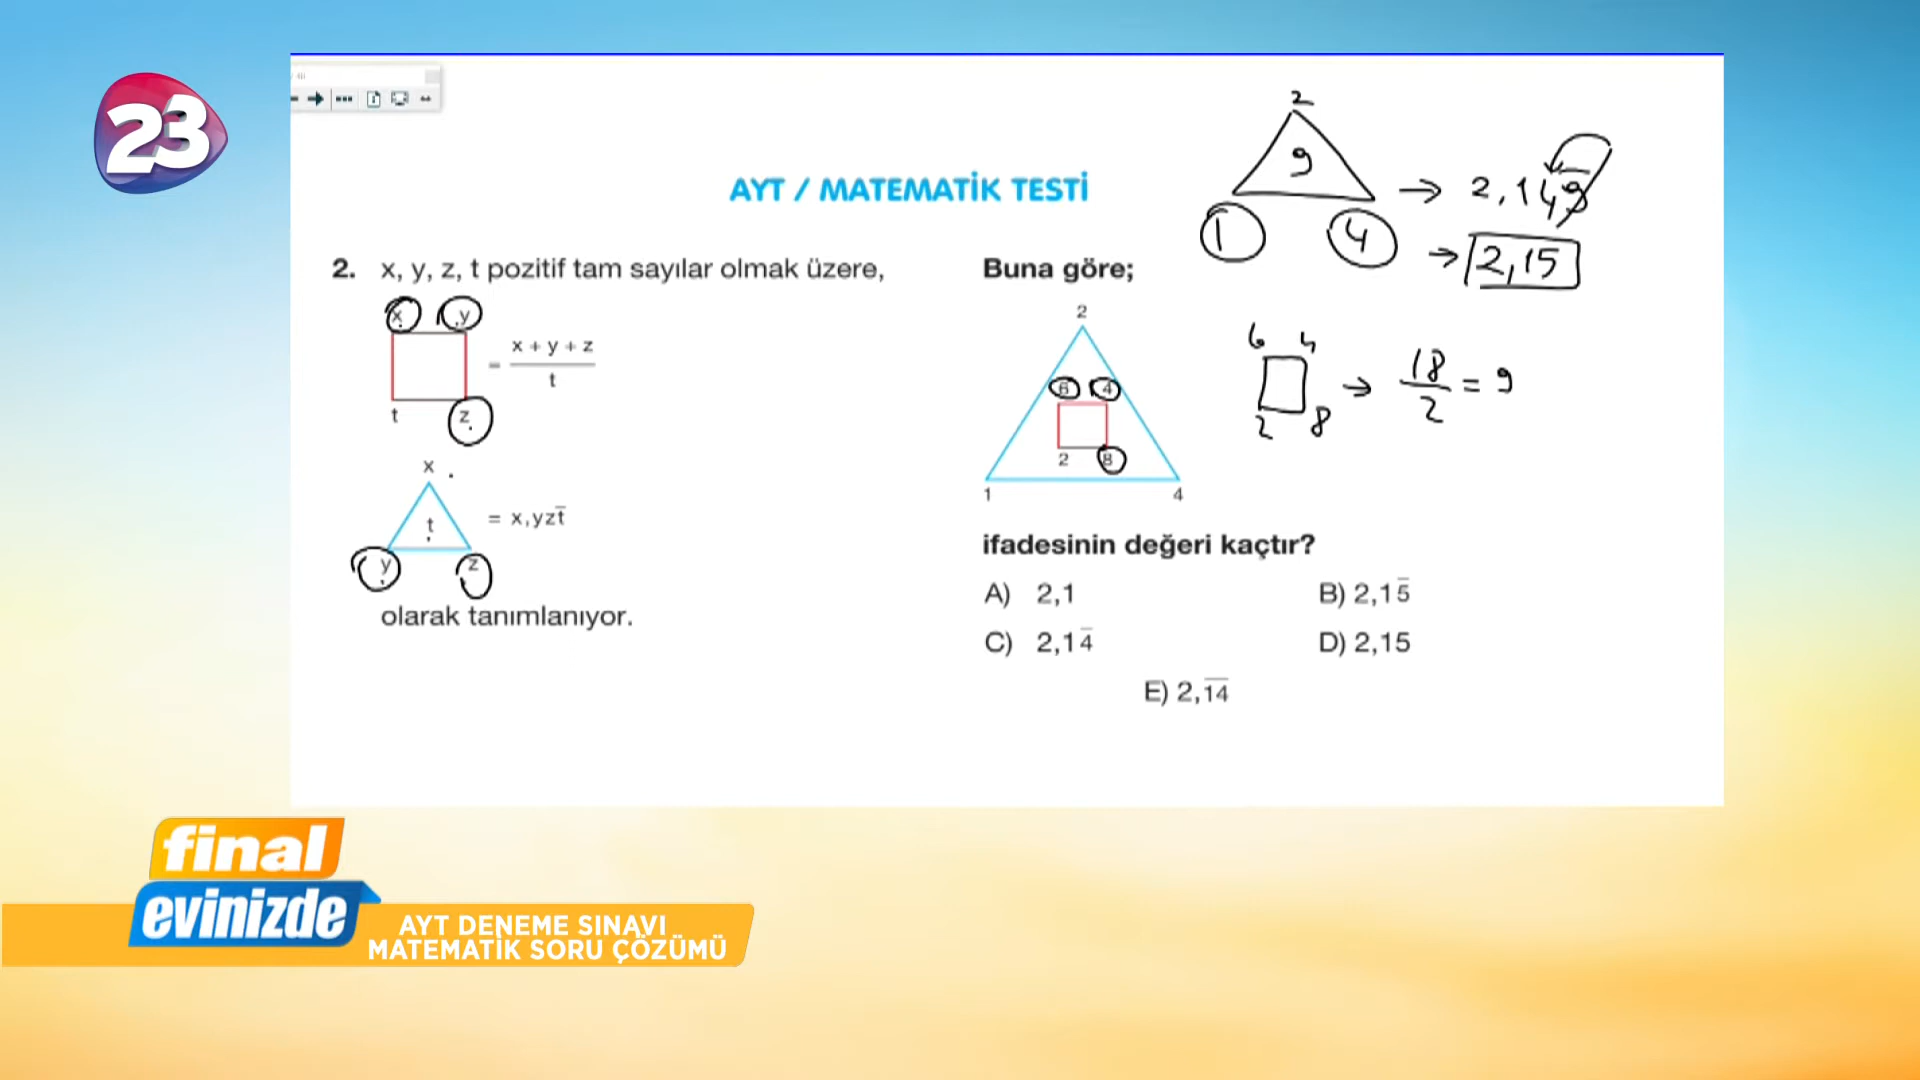 23
AYT / MATEMATİK TESTİ
2. x, y, z, t pozitif tam sayılar olmak üzere,
x y
t z
= x + y + z / t
x
t
y z
= x,yzt̅
olarak tanımlanıyor.
Buna göre;
2
6 4
2 8
1 4
ifadesinin değeri kaçtır?
A) 2,1
B) 2,15̅
C) 2,14̅
D) 2,15
E) 2,1̅4̅
2
9
1 4
→ 2,149̅
→ 2,15
6 4
2 8
→ 18/2 = 9
final
evinizde
AYT DENEME SINAVI
MATEMATİK SORU ÇÖZÜMÜ